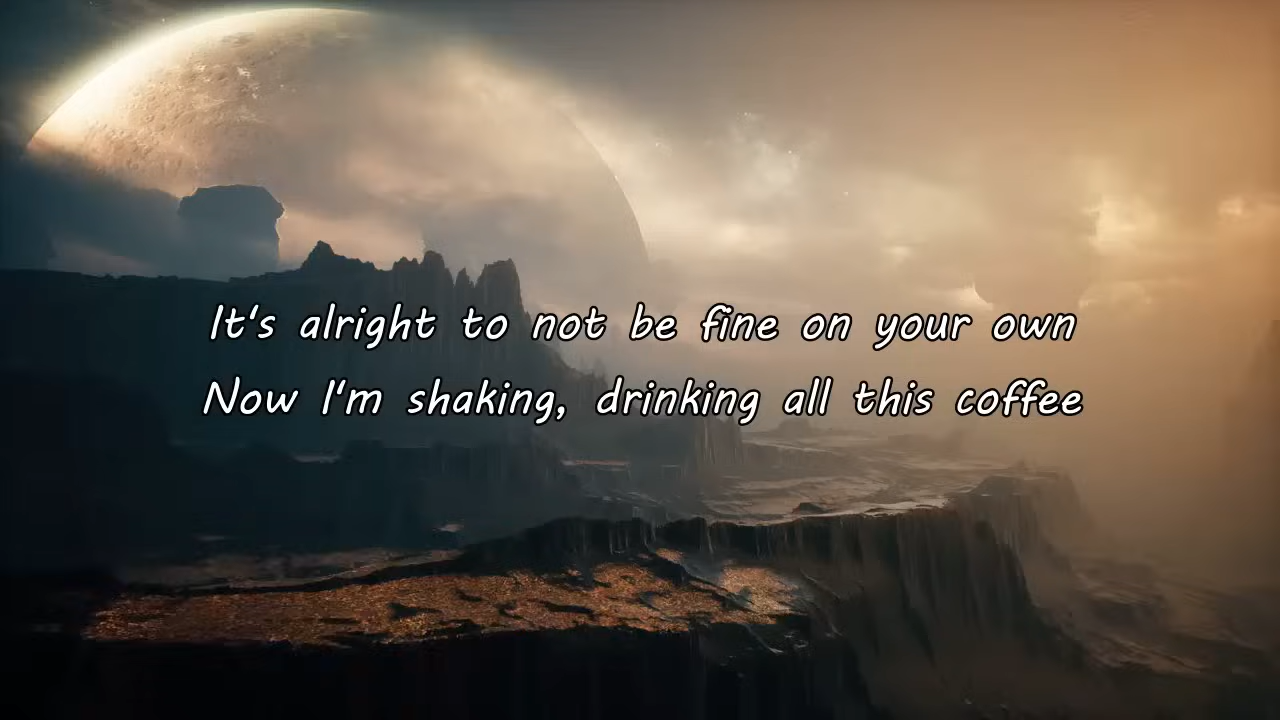 It's alright to not be fine on your own
Now I'm shaking, drinking all this coffee